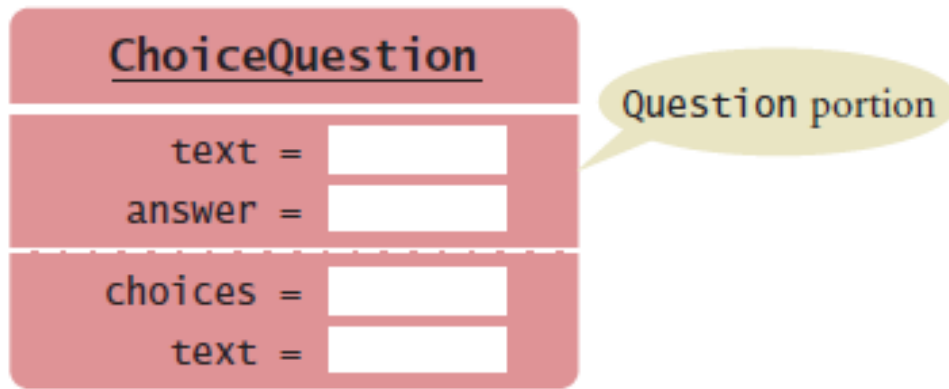 ChoiceQuestion
Question portion
text =
answer =
choices =
text =